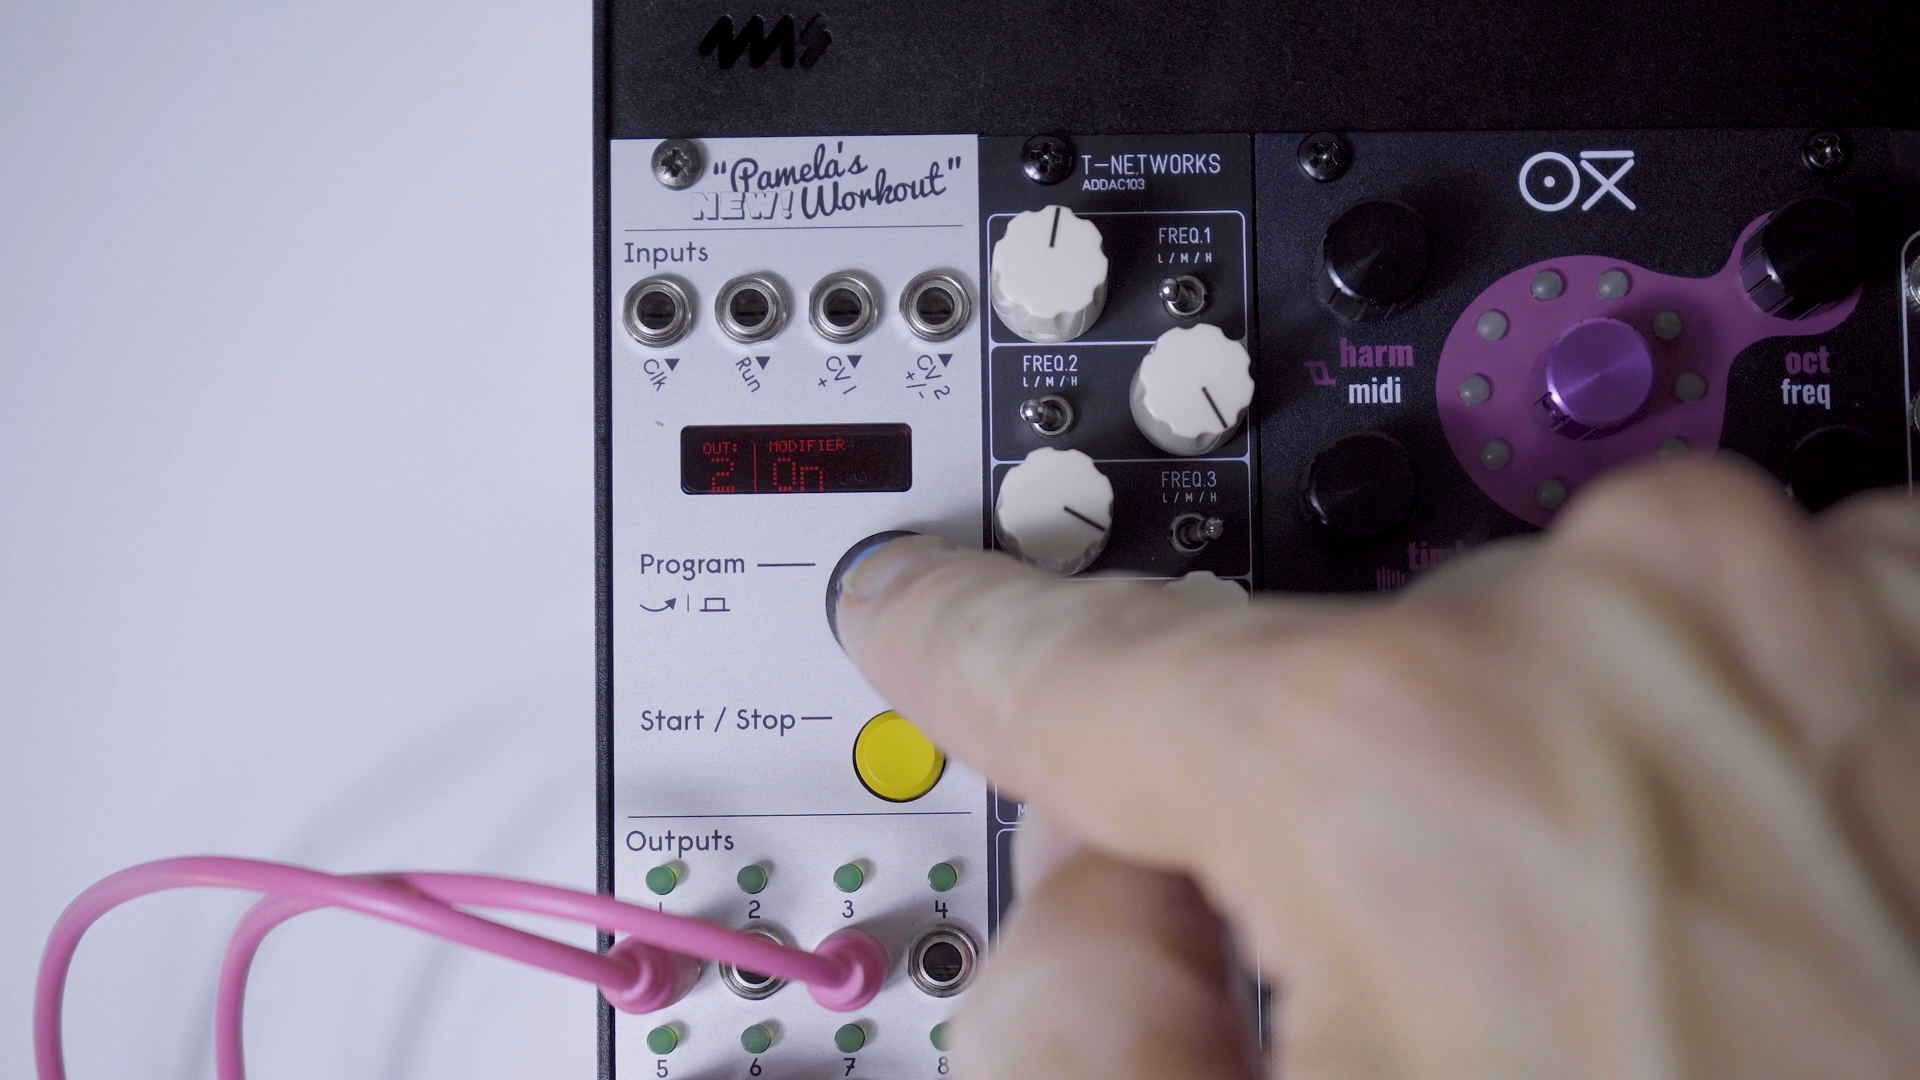 "Pamela's
NEW! Workout"
Inputs
Clk
Run
CV 1
+
CV 2
+/-
OUT: MODIFIER
2 On
Program
Start / Stop
Outputs
1 2 3 4
5 6 7 8
T-NETWORKS
ADDAC103
FREQ.1
L / M / H
FREQ.2
L / M / H
FREQ.3
L / M / H
harm
midi
oct
freq